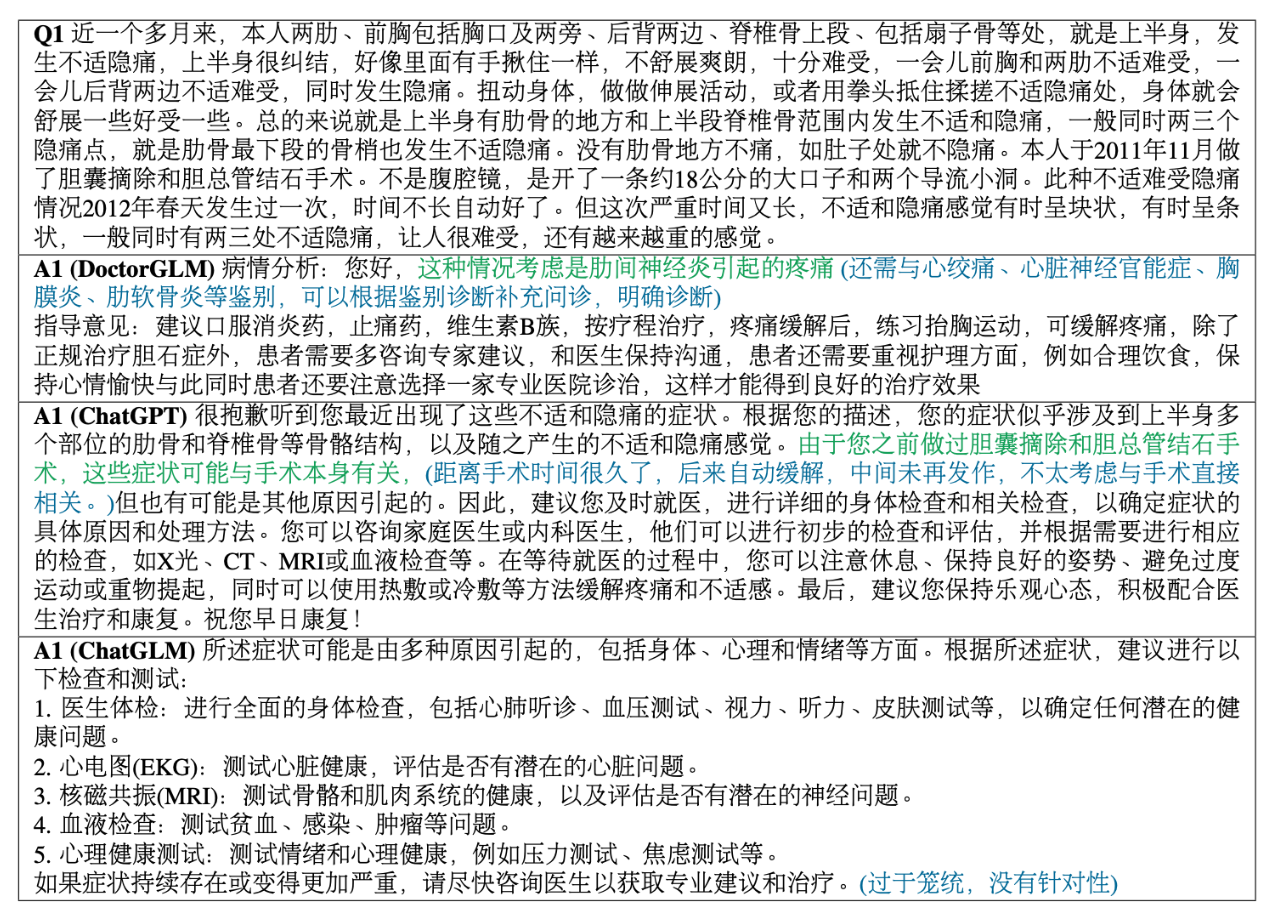 Q1 近一个多月来，本人两肋、前胸包括胸口及两旁、后背两边、脊椎骨上段、包括扇子骨等处，就是上半身，发
生不适隐痛，上半身很纠结，好像里面有手揪住一样，不舒展爽朗，十分难受，一会儿前胸和两肋不适难受，一
会儿后背两边不适难受，同时发生隐痛。扭动身体，做做伸展活动，或者用拳头抵住揉搓不适隐痛处，身体就会
舒展一些好受一些。总的来说就是上半身有肋骨的地方和上半段脊椎骨范围内发生不适和隐痛，一般同时两三个
隐痛点，就是肋骨最下段的骨梢也发生不适隐痛。没有肋骨地方不痛，如肚子处就不隐痛。本人于2011年11月做
了胆囊摘除和胆总管结石手术。不是腹腔镜，是开了一条约18公分的大口子和两个导流小洞。此种不适难受隐痛
情况2012年春天发生过一次，时间不长自动好了。但这次严重时间又长，不适和隐痛感觉有时呈块状，有时呈条
状，一般同时有两三处不适隐痛，让人很难受，还有越来越重的感觉。
A1 (DoctorGLM) 病情分析：您好，这种情况考虑是肋间神经炎引起的疼痛 (还需与心绞痛、心脏神经官能症、胸
膜炎、肋软骨炎等鉴别，可以根据鉴别诊断补充问诊，明确诊断)
指导意见：建议口服消炎药，止痛药，维生素B族，按疗程治疗，疼痛缓解后，练习抬胸运动，可缓解疼痛，除了
正规治疗胆石症外，患者需要多咨询专家建议，和医生保持沟通，患者还需要重视护理方面，例如合理饮食，保
持心情愉快与此同时患者还要注意选择一家专业医院诊治，这样才能得到良好的治疗效果
A1 (ChatGPT) 很抱歉听到您最近出现了这些不适和隐痛的症状。根据您的描述，您的症状似乎涉及到上半身多
个部位的肋骨和脊椎骨等骨骼结构，以及随之产生的不适和隐痛感觉。由于您之前做过胆囊摘除和胆总管结石手
术，这些症状可能与手术本身有关，(距离手术时间很久了，后来自动缓解，中间未再发作，不太考虑与手术直接
相关。)但也有可能是其他原因引起的。因此，建议您及时就医，进行详细的身体检查和相关检查，以确定症状的
具体原因和处理方法。您可以咨询家庭医生或内科医生，他们可以进行初步的检查和评估，并根据需要进行相应
的检查，如X光、CT、MRI或血液检查等。在等待就医的过程中，您可以注意休息、保持良好的姿势、避免过度
运动或重物提起，同时可以使用热敷或冷敷等方法缓解疼痛和不适感。最后，建议您保持乐观心态，积极配合医
生治疗和康复。祝您早日康复！
A1 (ChatGLM) 所述症状可能是由多种原因引起的，包括身体、心理和情绪等方面。根据所述症状，建议进行以
下检查和测试：
1. 医生体检：进行全面的身体检查，包括心肺听诊、血压测试、视力、听力、皮肤测试等，以确定任何潜在的健
康问题。
2. 心电图(EKG)：测试心脏健康，评估是否有潜在的心脏问题。
3. 核磁共振(MRI)：测试骨骼和肌肉系统的健康，以及评估是否有潜在的神经问题。
4. 血液检查：测试贫血、感染、肿瘤等问题。
5. 心理健康测试：测试情绪和心理健康，例如压力测试、焦虑测试等。
如果症状持续存在或变得更加严重，请尽快咨询医生以获取专业建议和治疗。(过于笼统，没有针对性)